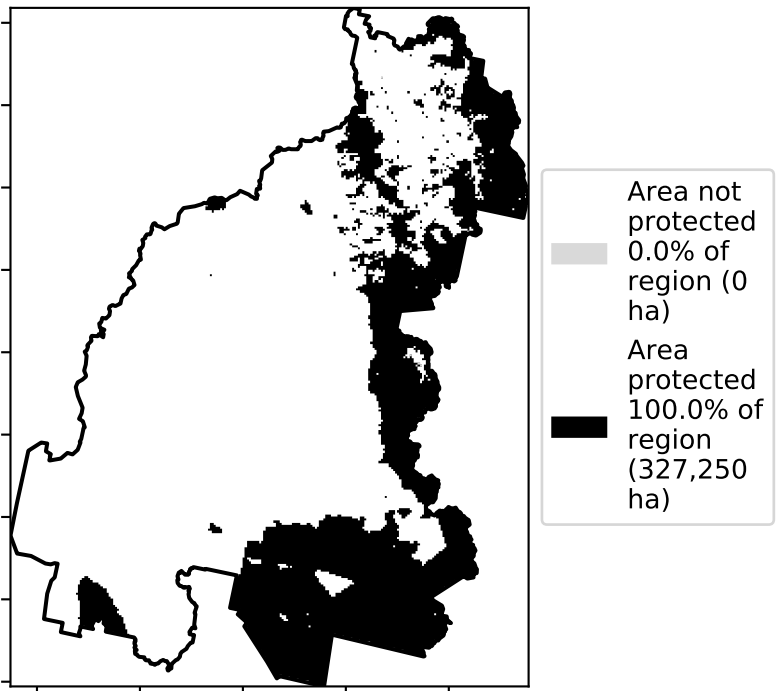 Area not
protected
0.0% of
region (0
ha)
Area
protected
100.0% of
region
(327,250
ha)